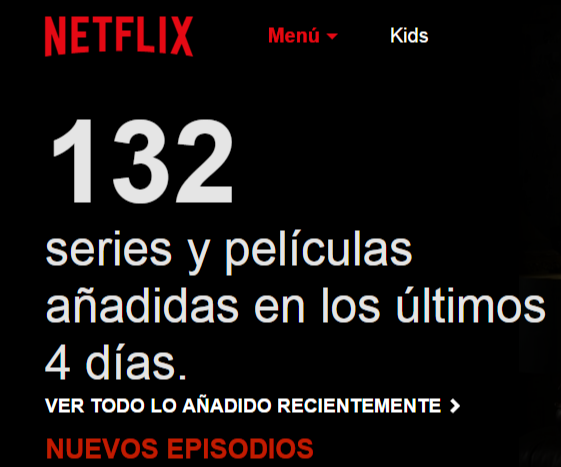 NETFLIX Menú Kids
132
series y películas
añadidas en los últimos
4 días.
VER TODO LO AÑADIDO RECIENTEMENTE
NUEVOS EPISODIOS